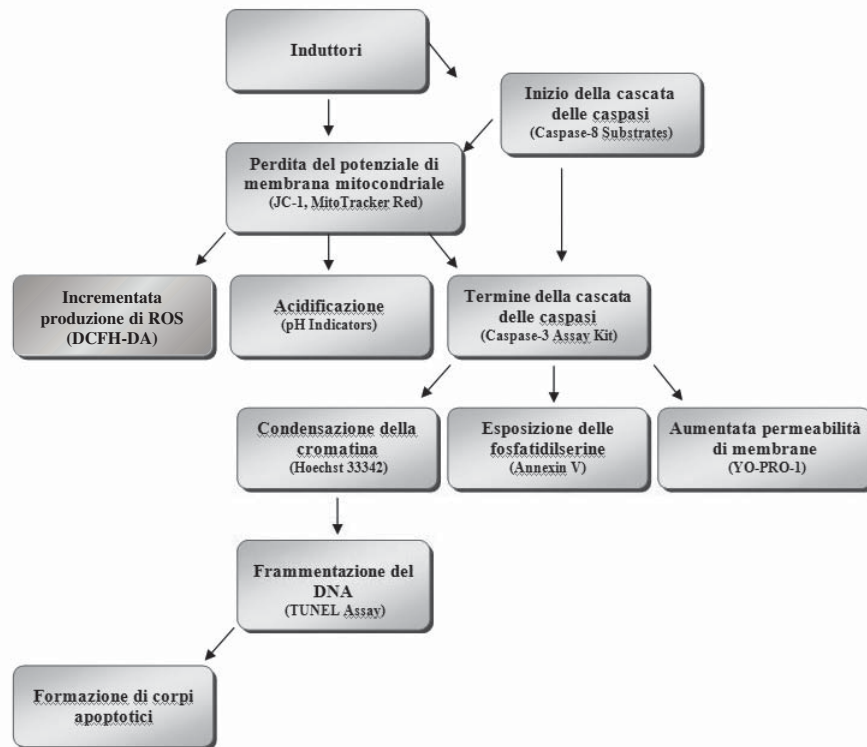 Induttori
Inizio della cascata
delle caspasi
(Caspase-8 Substrates)
Perdita del potenziale di
membrana mitocondriale
(JC-1, MitoTracker Red)
Incrementata
produzione di ROS
(DCFH-DA)
Acidificazione
(pH Indicators)
Termine della cascata
delle caspasi
(Caspase-3 Assay Kit)
Condensazione della
cromatina
(Hoechst 33342)
Esposizione delle
fosfatidilserine
(Annexin V)
Aumentata permeabilità
di membrane
(YO-PRO-1)
Frammentazione del
DNA
(TUNEL Assay)
Formazione di corpi
apoptotici